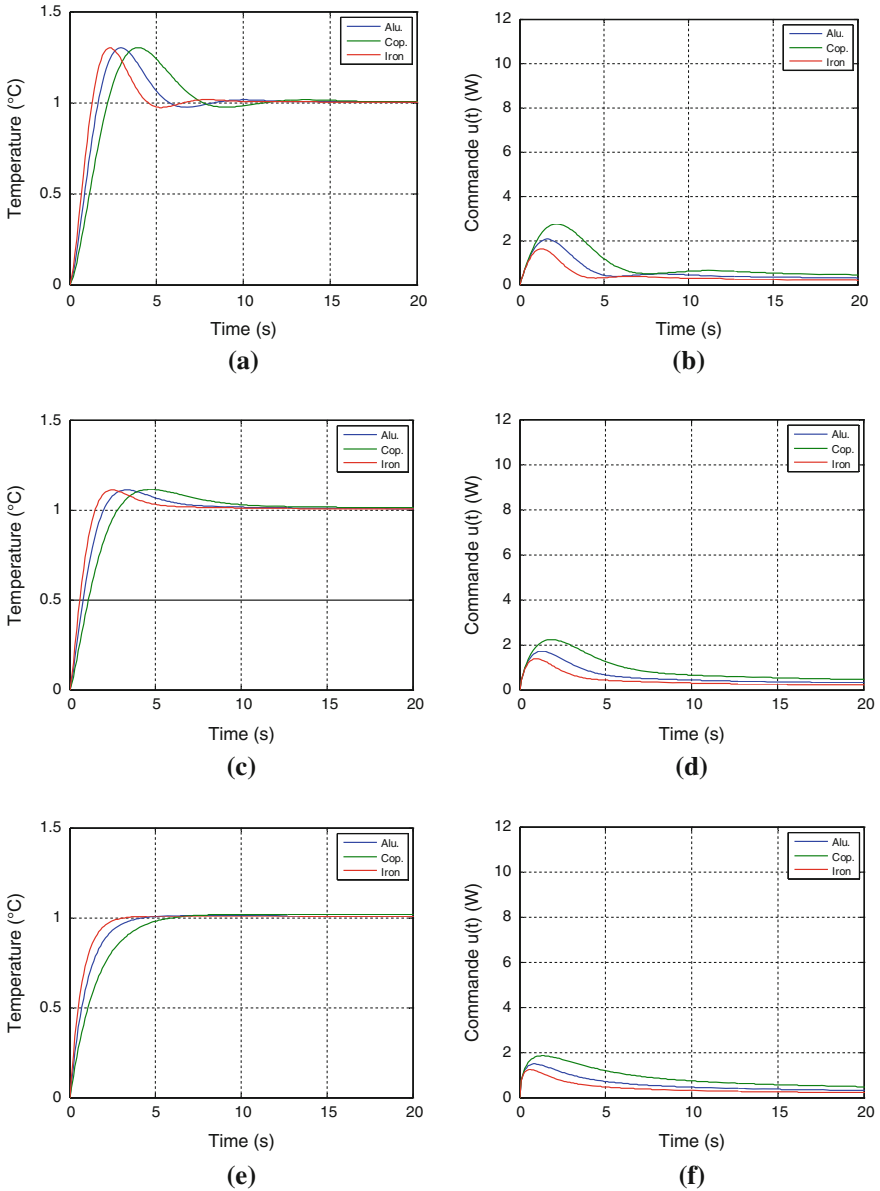 1.5
1
0.5
0
Temperature (°C)
0 5 10 15 20
Time (s)
Alu.
Cop.
Iron
(a)
12
10
8
6
4
2
0
Commande u(t) (W)
0 5 10 15 20
Time (s)
Alu.
Cop.
Iron
(b)
1.5
1
0.5
0
Temperature (°C)
0 5 10 15 20
Time (s)
Alu.
Cop.
Iron
(c)
12
10
8
6
4
2
0
Commande u(t) (W)
0 5 10 15 20
Time (s)
Alu.
Cop.
Iron
(d)
1.5
1
0.5
0
Temperature (°C)
0 5 10 15 20
Time (s)
Alu.
Cop.
Iron
(e)
12
10
8
6
4
2
0
Commande u(t) (W)
0 5 10 15 20
Time (s)
Alu.
Cop.
Iron
(f)